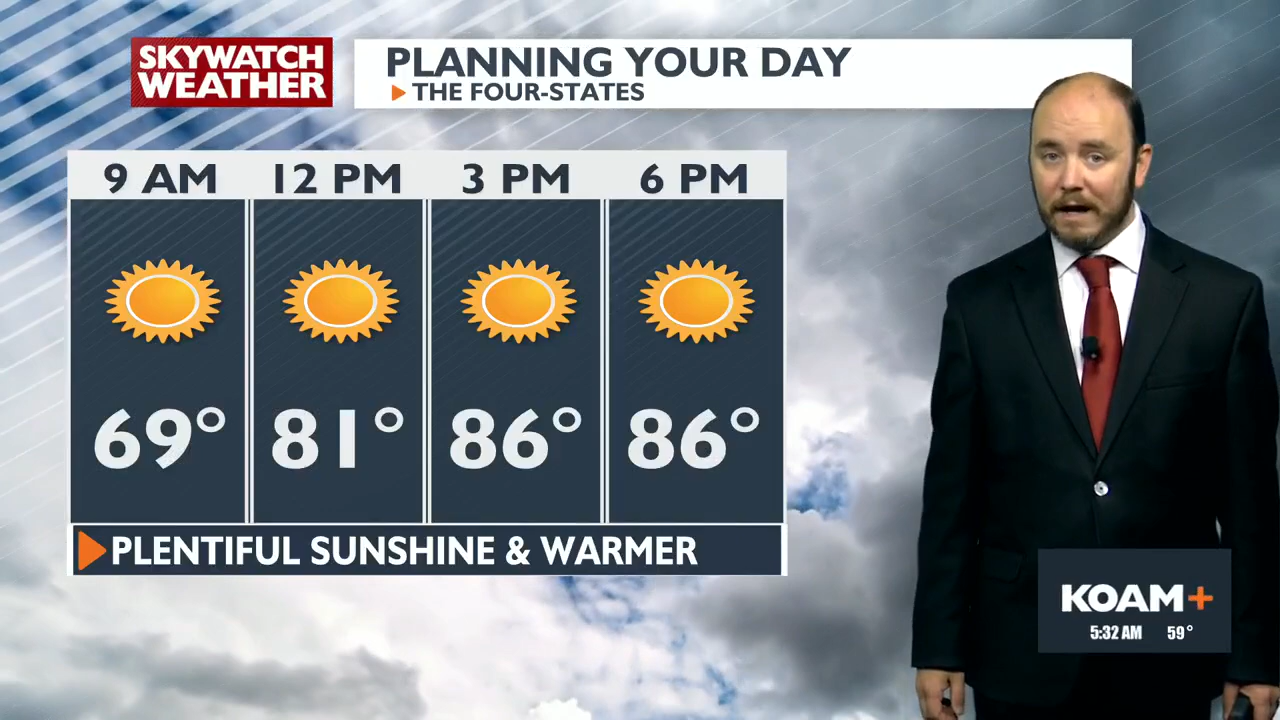 SKYWATCH
WEATHER
PLANNING YOUR DAY
THE FOUR-STATES
9 AM 12 PM 3 PM 6 PM
69° 81° 86° 86°
PLENTIFUL SUNSHINE & WARMER
KOAM+
5:32 AM 59°